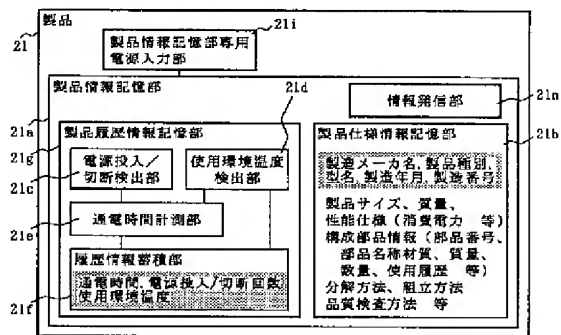 製品
21
21i
製品情報記憶部専用
電源入力部
製品情報記憶部
21d
情報発信部
21n
21a
製品履歴情報記憶部
21g
電源投入/
切断検出部
21c
使用環境温度
検出部
製品仕様情報記憶部
21b
製造メーカ名、製品種別、
型名、製造年月、製造番号
製品サイズ、質量、
性能仕様(消費電力 等)
構成部品情報(部品番号、
部品名称材質、質量、
数量、使用履歴 等)
分解方法、組立方法
品質検査方法 等
通電時間計測部
21e
履歴情報蓄積部
通電時間、電源投入/切断回数
使用環境温度
21f